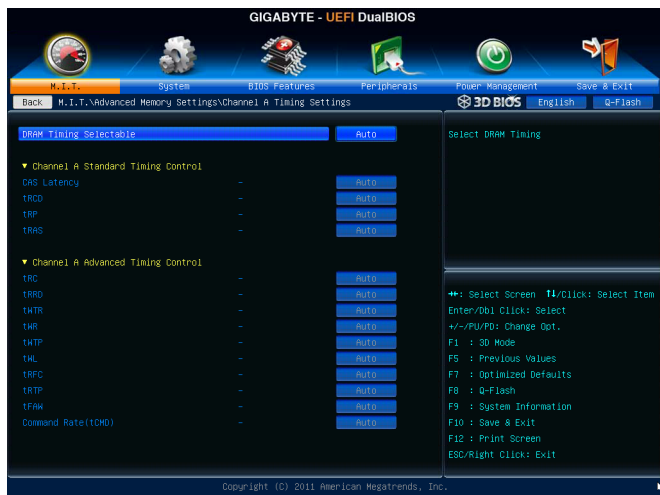 GIGABYTE - UEFI DualBIOS
M.I.T. System BIOS Features Peripherals Power Management Save & Exit
Back M.I.T.\Advanced Memory Settings\Channel A Timing Settings 3D BIOS English Q-Flash
DRAM Timing Selectable Auto
Select DRAM Timing
▼ Channel A Standard Timing Control
CAS Latency - Auto
tRCD - Auto
tRP - Auto
tRAS - Auto
▼ Channel A Advanced Timing Control
tRC - Auto
tRRD - Auto
tWTR - Auto
tWR - Auto
tWTP - Auto
tWL - Auto
tRFC - Auto
tRTP - Auto
tFAW - Auto
Command Rate(tCMD) - Auto
→←: Select Screen ↑↓/Click: Select Item
Enter/Dbl Click: Select
+/-/PU/PD: Change Opt.
F1 : 3D Mode
F5 : Previous Values
F7 : Optimized Defaults
F8 : Q-Flash
F9 : System Information
F10 : Save & Exit
F12 : Print Screen
ESC/Right Click: Exit
Copyright (C) 2011 American Megatrends, Inc.